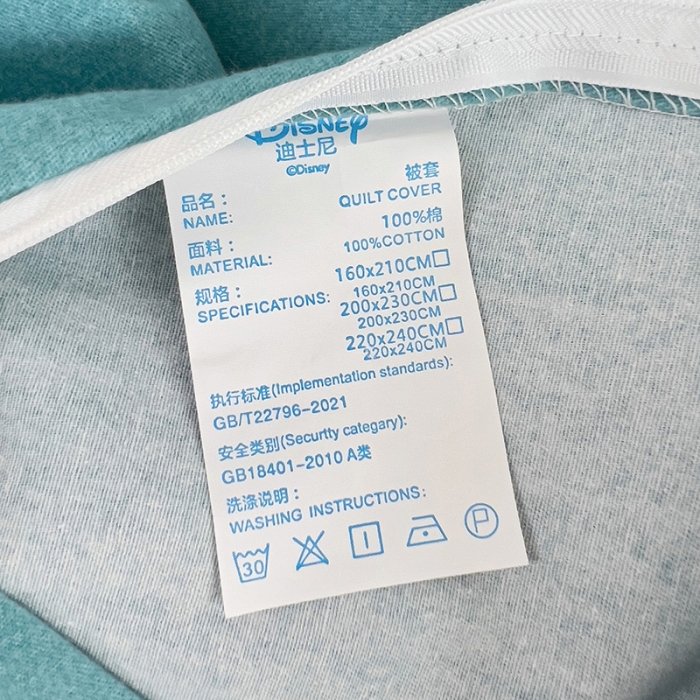 Disney
迪士尼
©Disney
品名： 被套
NAME: QUILT COVER
面料： 100%棉
MATERIAL: 100%COTTON
规格： 160x210CM
SPECIFICATIONS: 160x210CM
200x230CM
200x230CM
220x240CM
220x240CM
执行标准(Implementation standards):
GB/T22796-2021
安全类别(Securtty categary):
GB18401-2010 A类
洗涤说明：
WASHING INSTRUCTIONS:
30 P